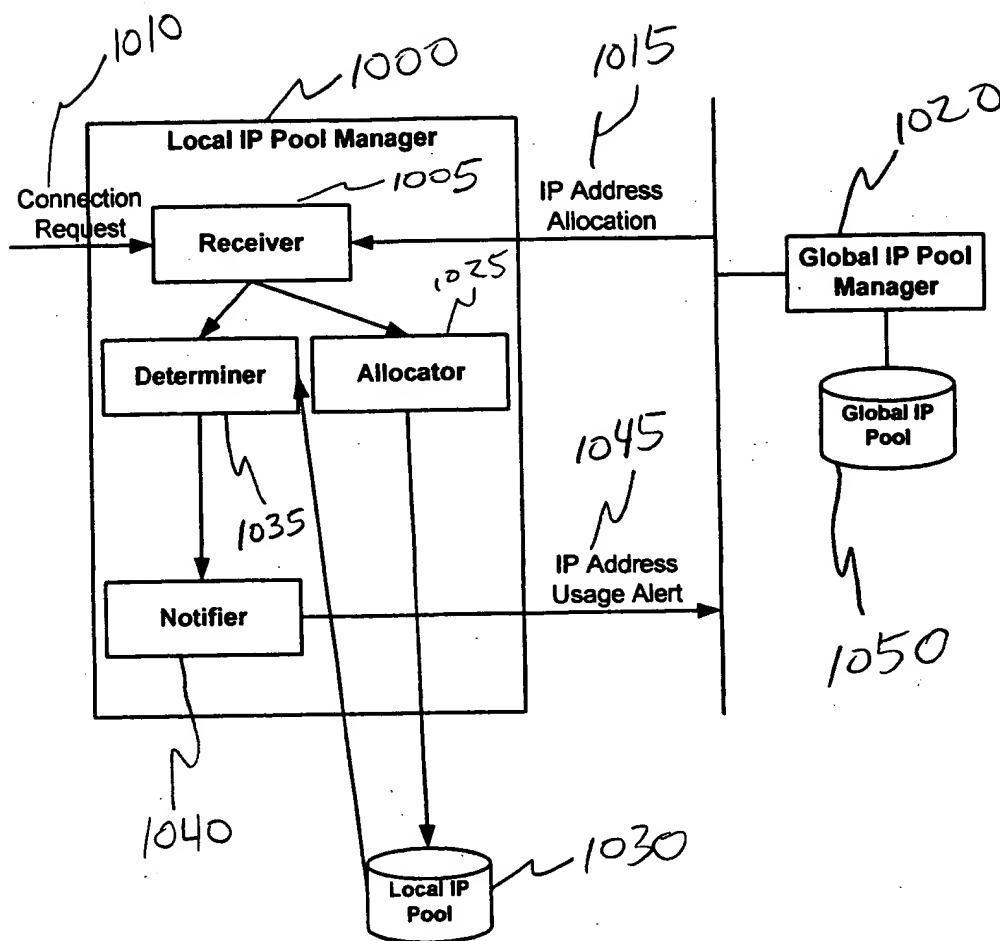 1010
1000
1015
1020
Local IP Pool Manager
1005
Connection
Request
Receiver
IP Address
Allocation
1025
Global IP Pool
Manager
Determiner
Allocator
Global IP
Pool
1045
1035
IP Address
Usage Alert
Notifier
1050
1040
1030
Local IP
Pool